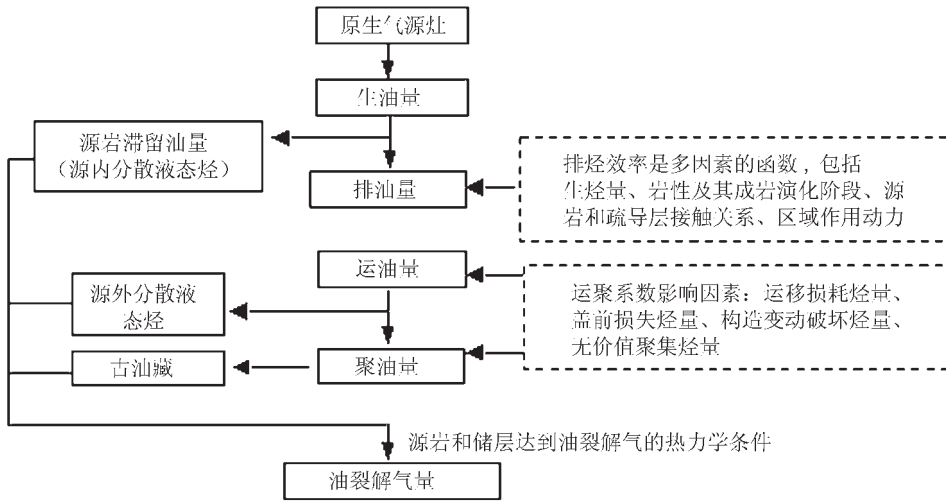 原生气源灶
生油量
源岩滞留油量
（源内分散液态烃）
排油量
排烃效率是多因素的函数，包括
生烃量、岩性及其成岩演化阶段、源
岩和疏导层接触关系、区域作用动力
运油量
源外分散液
态烃
运聚系数影响因素：运移损耗烃量、
盖前损失烃量、构造变动破坏烃量、
无价值聚集烃量
聚油量
古油藏
源岩和储层达到油裂解气的热力学条件
油裂解气量